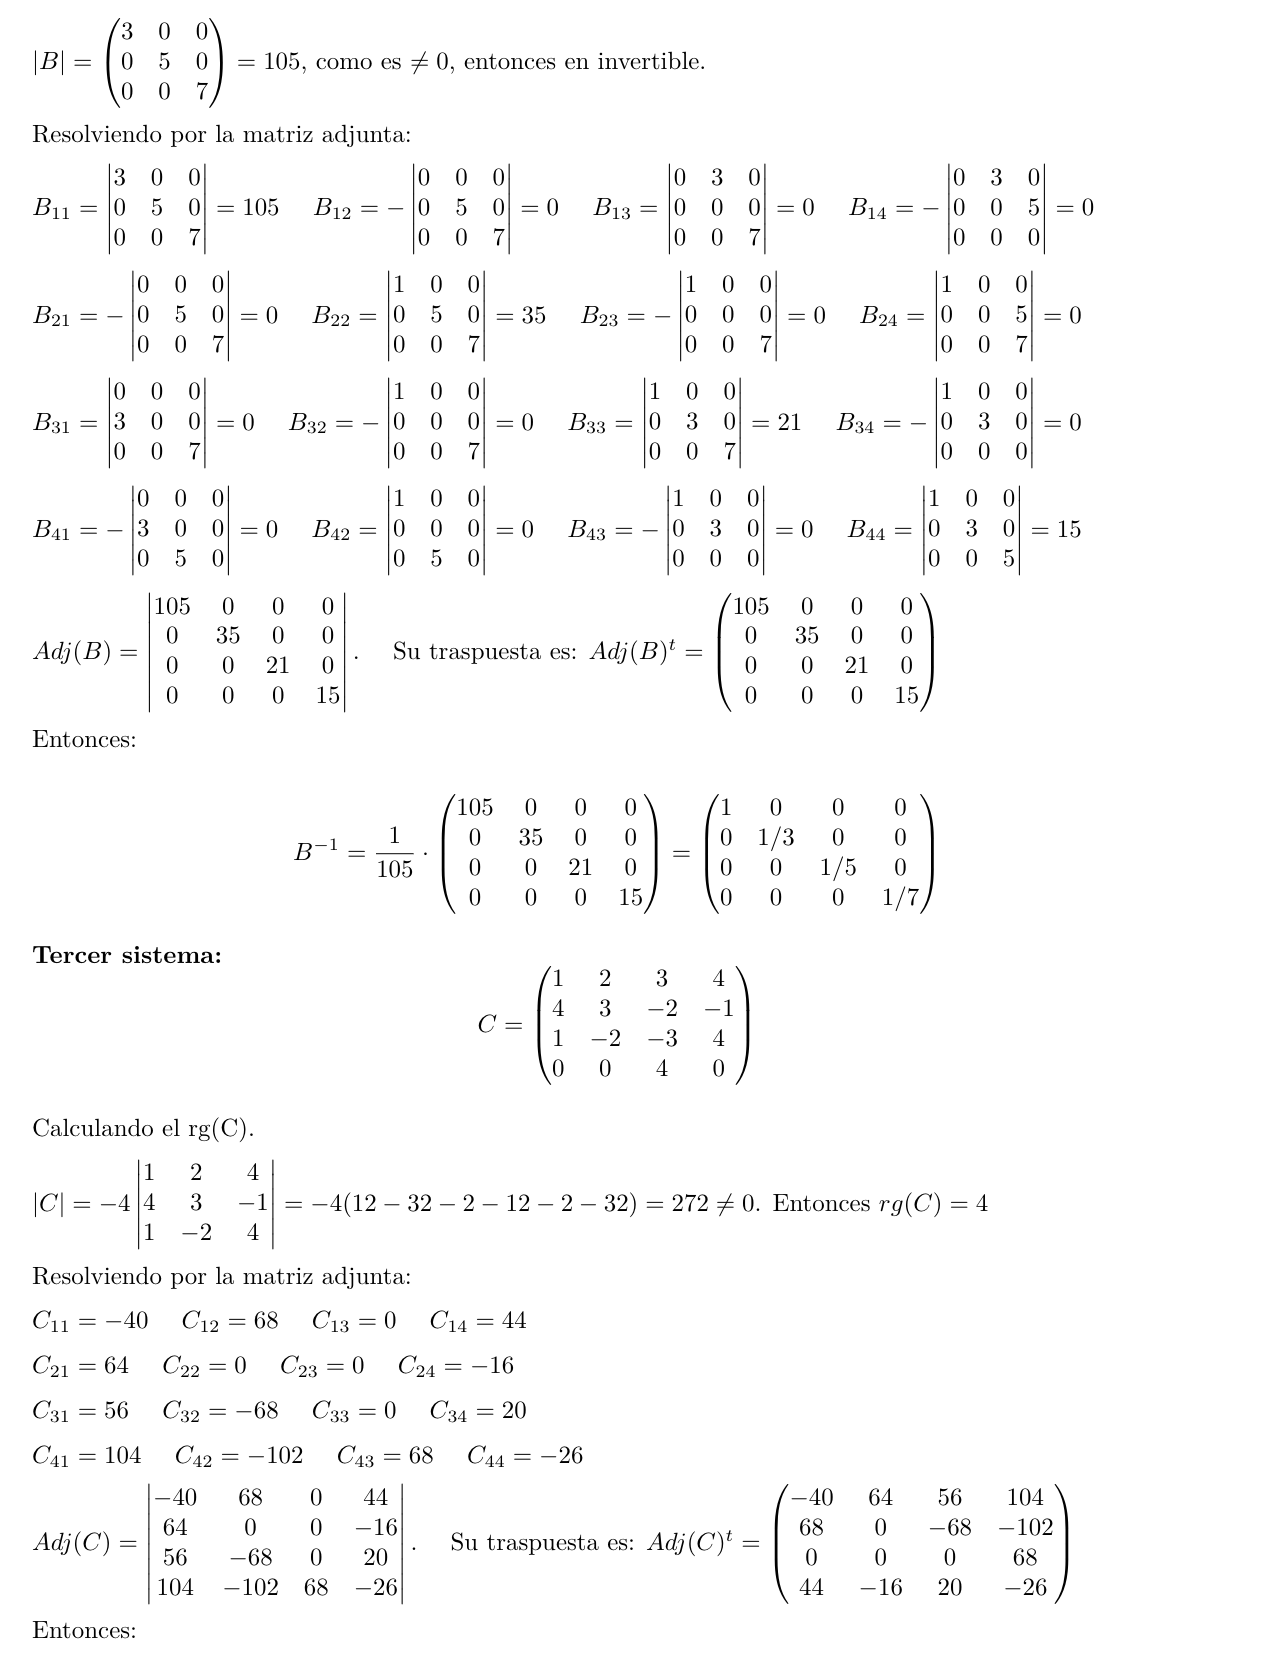 |B| = \begin{pmatrix} 3 & 0 & 0 \\ 0 & 5 & 0 \\ 0 & 0 & 7 \end{pmatrix} = 105, como es ≠ 0, entonces en invertible.
Resolviendo por la matriz adjunta:
B_{11} = \begin{vmatrix} 3 & 0 & 0 \\ 0 & 5 & 0 \\ 0 & 0 & 7 \end{vmatrix} = 105 B_{12} = - \begin{vmatrix} 0 & 0 & 0 \\ 0 & 5 & 0 \\ 0 & 0 & 7 \end{vmatrix} = 0 B_{13} = \begin{vmatrix} 0 & 3 & 0 \\ 0 & 0 & 0 \\ 0 & 0 & 7 \end{vmatrix} = 0 B_{14} = - \begin{vmatrix} 0 & 3 & 0 \\ 0 & 0 & 5 \\ 0 & 0 & 0 \end{vmatrix} = 0
B_{21} = - \begin{vmatrix} 0 & 0 & 0 \\ 0 & 5 & 0 \\ 0 & 0 & 7 \end{vmatrix} = 0 B_{22} = \begin{vmatrix} 1 & 0 & 0 \\ 0 & 5 & 0 \\ 0 & 0 & 7 \end{vmatrix} = 35 B_{23} = - \begin{vmatrix} 1 & 0 & 0 \\ 0 & 0 & 0 \\ 0 & 0 & 7 \end{vmatrix} = 0 B_{24} = \begin{vmatrix} 1 & 0 & 0 \\ 0 & 0 & 5 \\ 0 & 0 & 7 \end{vmatrix} = 0
B_{31} = \begin{vmatrix} 0 & 0 & 0 \\ 3 & 0 & 0 \\ 0 & 0 & 7 \end{vmatrix} = 0 B_{32} = - \begin{vmatrix} 1 & 0 & 0 \\ 0 & 0 & 0 \\ 0 & 0 & 7 \end{vmatrix} = 0 B_{33} = \begin{vmatrix} 1 & 0 & 0 \\ 0 & 3 & 0 \\ 0 & 0 & 7 \end{vmatrix} = 21 B_{34} = - \begin{vmatrix} 1 & 0 & 0 \\ 0 & 3 & 0 \\ 0 & 0 & 0 \end{vmatrix} = 0
B_{41} = - \begin{vmatrix} 0 & 0 & 0 \\ 3 & 0 & 0 \\ 0 & 5 & 0 \end{vmatrix} = 0 B_{42} = \begin{vmatrix} 1 & 0 & 0 \\ 0 & 0 & 0 \\ 0 & 5 & 0 \end{vmatrix} = 0 B_{43} = - \begin{vmatrix} 1 & 0 & 0 \\ 0 & 3 & 0 \\ 0 & 0 & 0 \end{vmatrix} = 0 B_{44} = \begin{vmatrix} 1 & 0 & 0 \\ 0 & 3 & 0 \\ 0 & 0 & 5 \end{vmatrix} = 15
Adj(B) = \begin{vmatrix} 105 & 0 & 0 & 0 \\ 0 & 35 & 0 & 0 \\ 0 & 0 & 21 & 0 \\ 0 & 0 & 0 & 15 \end{vmatrix}. Su traspuesta es: Adj(B)^t = \begin{pmatrix} 105 & 0 & 0 & 0 \\ 0 & 35 & 0 & 0 \\ 0 & 0 & 21 & 0 \\ 0 & 0 & 0 & 15 \end{pmatrix}
Entonces:
B^{-1} = \frac{1}{105} · \begin{pmatrix} 105 & 0 & 0 & 0 \\ 0 & 35 & 0 & 0 \\ 0 & 0 & 21 & 0 \\ 0 & 0 & 0 & 15 \end{pmatrix} = \begin{pmatrix} 1 & 0 & 0 & 0 \\ 0 & 1/3 & 0 & 0 \\ 0 & 0 & 1/5 & 0 \\ 0 & 0 & 0 & 1/7 \end{pmatrix}
Tercer sistema:
C = \begin{pmatrix} 1 & 2 & 3 & 4 \\ 4 & 3 & -2 & -1 \\ 1 & -2 & -3 & 4 \\ 0 & 0 & 4 & 0 \end{pmatrix}
Calculando el rg(C).
|C| = -4 \begin{vmatrix} 1 & 2 & 4 \\ 4 & 3 & -1 \\ 1 & -2 & 4 \end{vmatrix} = -4(12 - 32 - 2 - 12 - 2 - 32) = 272 ≠ 0. Entonces rg(C) = 4
Resolviendo por la matriz adjunta:
C_{11} = -40 C_{12} = 68 C_{13} = 0 C_{14} = 44
C_{21} = 64 C_{22} = 0 C_{23} = 0 C_{24} = -16
C_{31} = 56 C_{32} = -68 C_{33} = 0 C_{34} = 20
C_{41} = 104 C_{42} = -102 C_{43} = 68 C_{44} = -26
Adj(C) = \begin{vmatrix} -40 & 68 & 0 & 44 \\ 64 & 0 & 0 & -16 \\ 56 & -68 & 0 & 20 \\ 104 & -102 & 68 & -26 \end{vmatrix}. Su traspuesta es: Adj(C)^t = \begin{pmatrix} -40 & 64 & 56 & 104 \\ 68 & 0 & -68 & -102 \\ 0 & 0 & 0 & 68 \\ 44 & -16 & 20 & -26 \end{pmatrix}
Entonces: